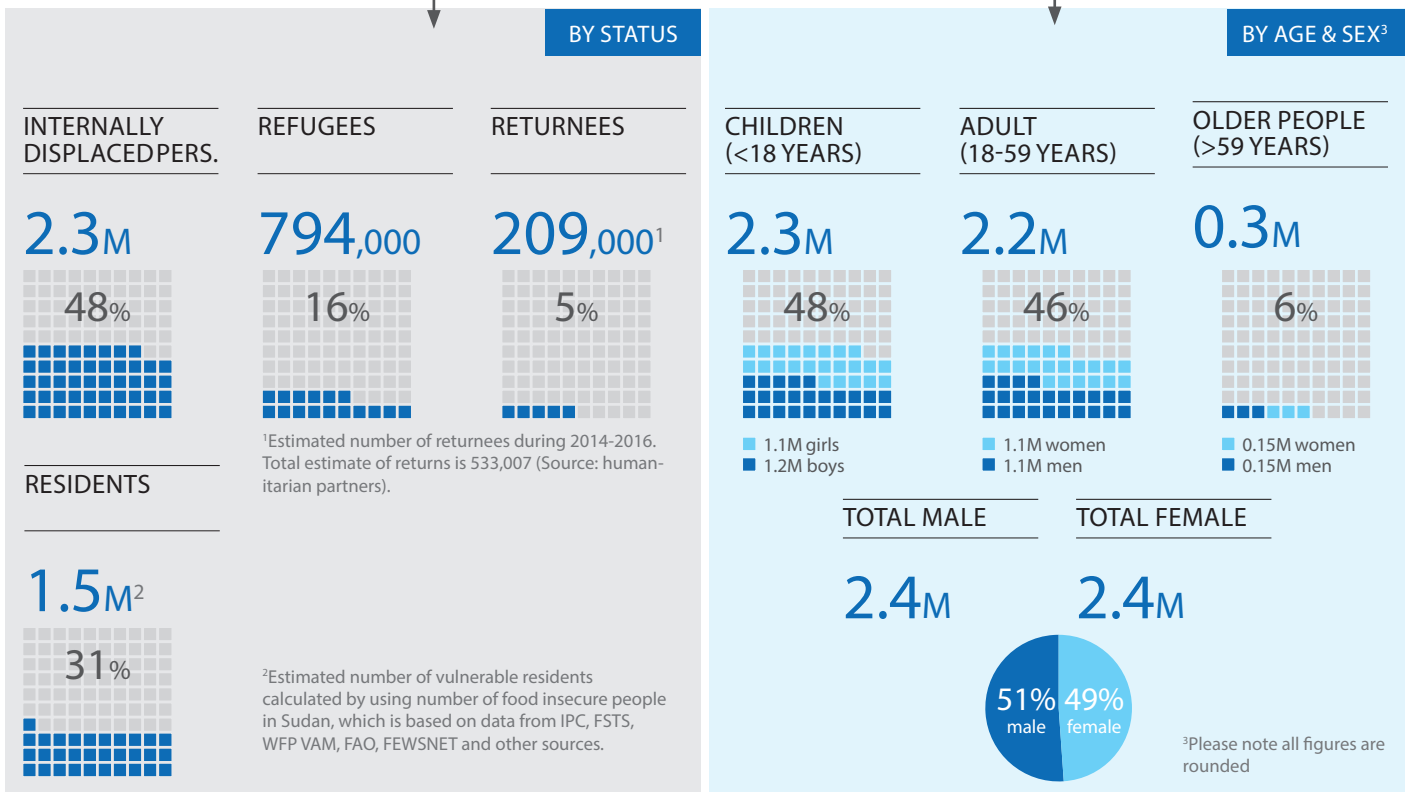 BY STATUS
INTERNALLY
DISPLACED PERS.
REFUGEES
RETURNEES
2.3M
794,000
209,000¹
48%
16%
5%
¹Estimated number of returnees during 2014-2016.
Total estimate of returns is 533,007 (Source: human-
itarian partners).
RESIDENTS
1.5M²
31%
²Estimated number of vulnerable residents
calculated by using number of food insecure people
in Sudan, which is based on data from IPC, FSTS,
WFP VAM, FAO, FEWSNET and other sources.
BY AGE & SEX³
CHILDREN
(<18 YEARS)
ADULT
(18-59 YEARS)
OLDER PEOPLE
(>59 YEARS)
2.3M
2.2M
0.3M
48%
46%
6%
1.1M girls
1.2M boys
1.1M women
1.1M men
0.15M women
0.15M men
TOTAL MALE
TOTAL FEMALE
2.4M
2.4M
51%
male
49%
female
³Please note all figures are
rounded